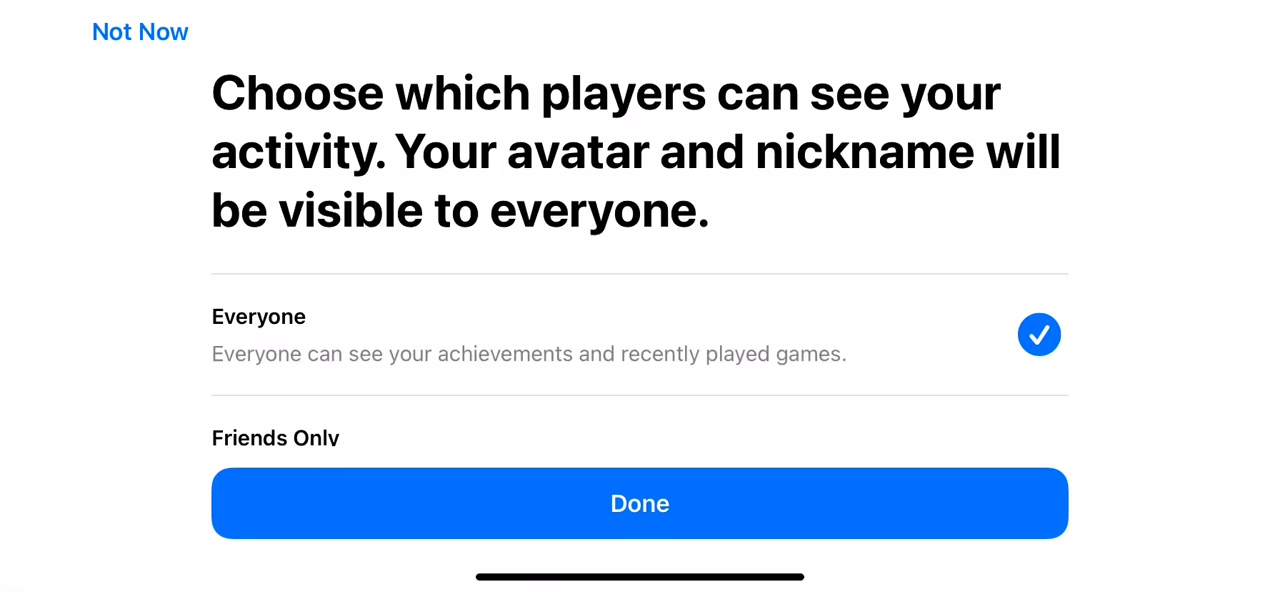 Not Now
Choose which players can see your
activity. Your avatar and nickname will
be visible to everyone.
Everyone
Everyone can see your achievements and recently played games.
Friends Only
Done